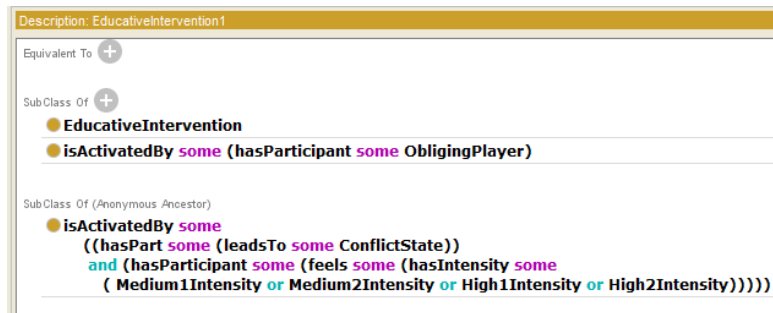 Description: EducativeIntervention1
Equivalent To
SubClass Of
EducativeIntervention
isActivatedBy some (hasParticipant some ObligingPlayer)
SubClass Of (Anonymous Ancestor)
isActivatedBy some
((hasPart some (leadsTo some ConflictState))
and (hasParticipant some (feels some (hasIntensity some
( Medium1Intensity or Medium2Intensity or High1Intensity or High2Intensity)))))